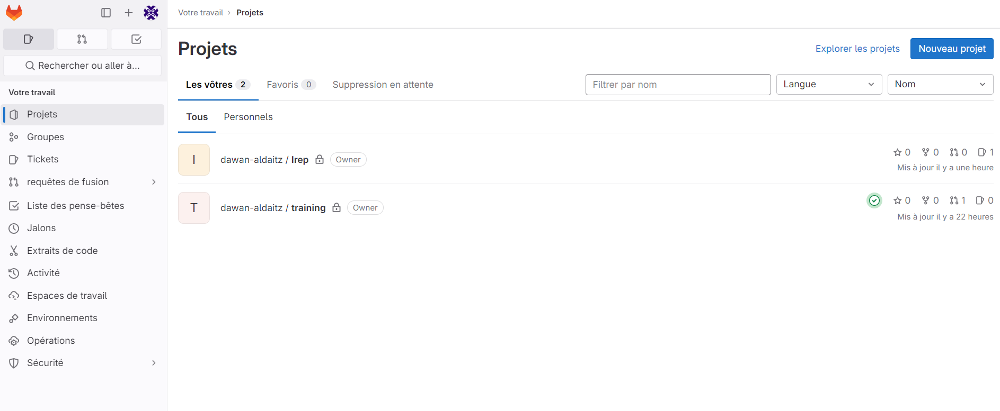 Votre travail › Projets
Projets
Explorer les projets
Nouveau projet
Rechercher ou aller à...
Les vôtres 2
Favoris 0
Suppression en attente
Filtrer par nom
Langue
Nom
Votre travail
Projets
Groupes
Tickets
requêtes de fusion
Liste des pense-bêtes
Jalons
Extraits de code
Activité
Espaces de travail
Environnements
Opérations
Sécurité
Tous
Personnels
I
dawan-aldaitz / Irep
Owner
0 0 0 1
Mis à jour il y a une heure
T
dawan-aldaitz / training
Owner
0 0 1 0
Mis à jour il y a 22 heures